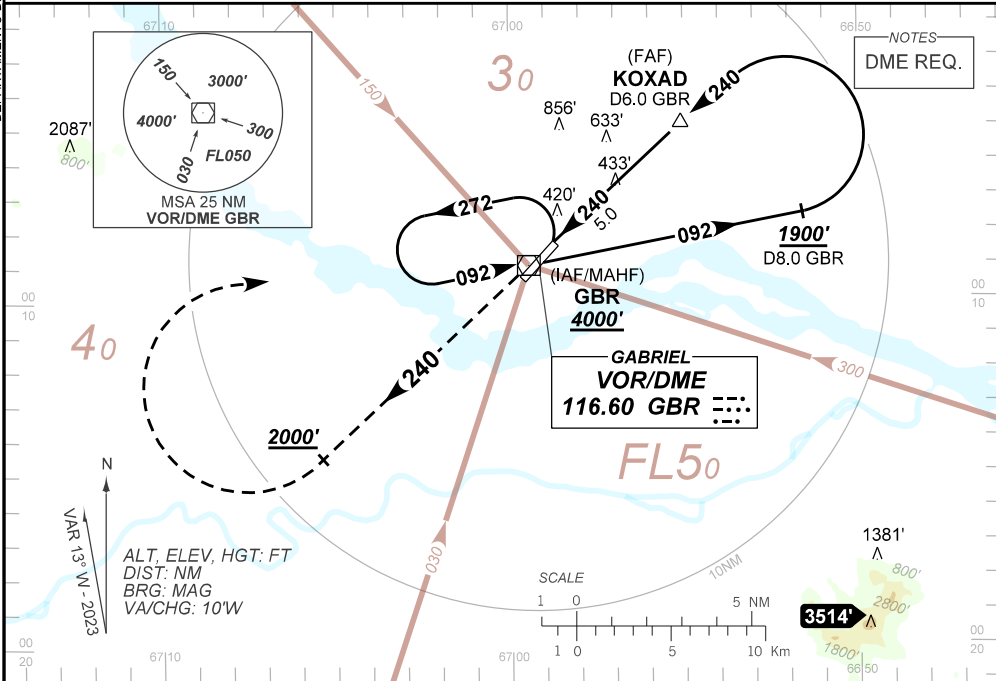 67°10
67°00
66°50
NOTES
DME REQ.
150
3000'
4000'
300
FL050
030
MSA 25 NM
VOR/DME GBR
2087'
800'
150
30
(FAF)
KOXAD
D6.0 GBR
856'
633'
433'
420'
240
240
5.0
272
092
092
1900'
D8.0 GBR
(IAF/MAHF)
GBR
4000'
00
10
00
10
40
GABRIEL
VOR/DME
116.60 GBR
300
240
2000'
FL50
N
VAR 13° W - 2023
ALT, ELEV, HGT: FT
DIST: NM
BRG: MAG
VA/CHG: 10'W
030
10NM
SCALE
1 0 5 NM
1 0 5 10 Km
1381'
800'
2800'
3514'
1800'
00
20
00
20
67°10
67°00
66°50